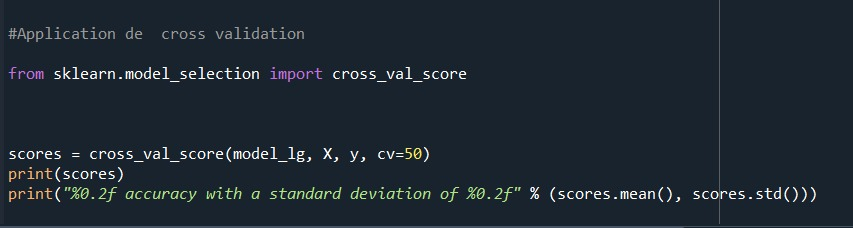 #Application de  cross validation
from sklearn.model_selection import cross_val_score
scores = cross_val_score(model_lg, X, y, cv=50)
print(scores)
print("%0.2f accuracy with a standard deviation of %0.2f" % (scores.mean(), scores.std()))